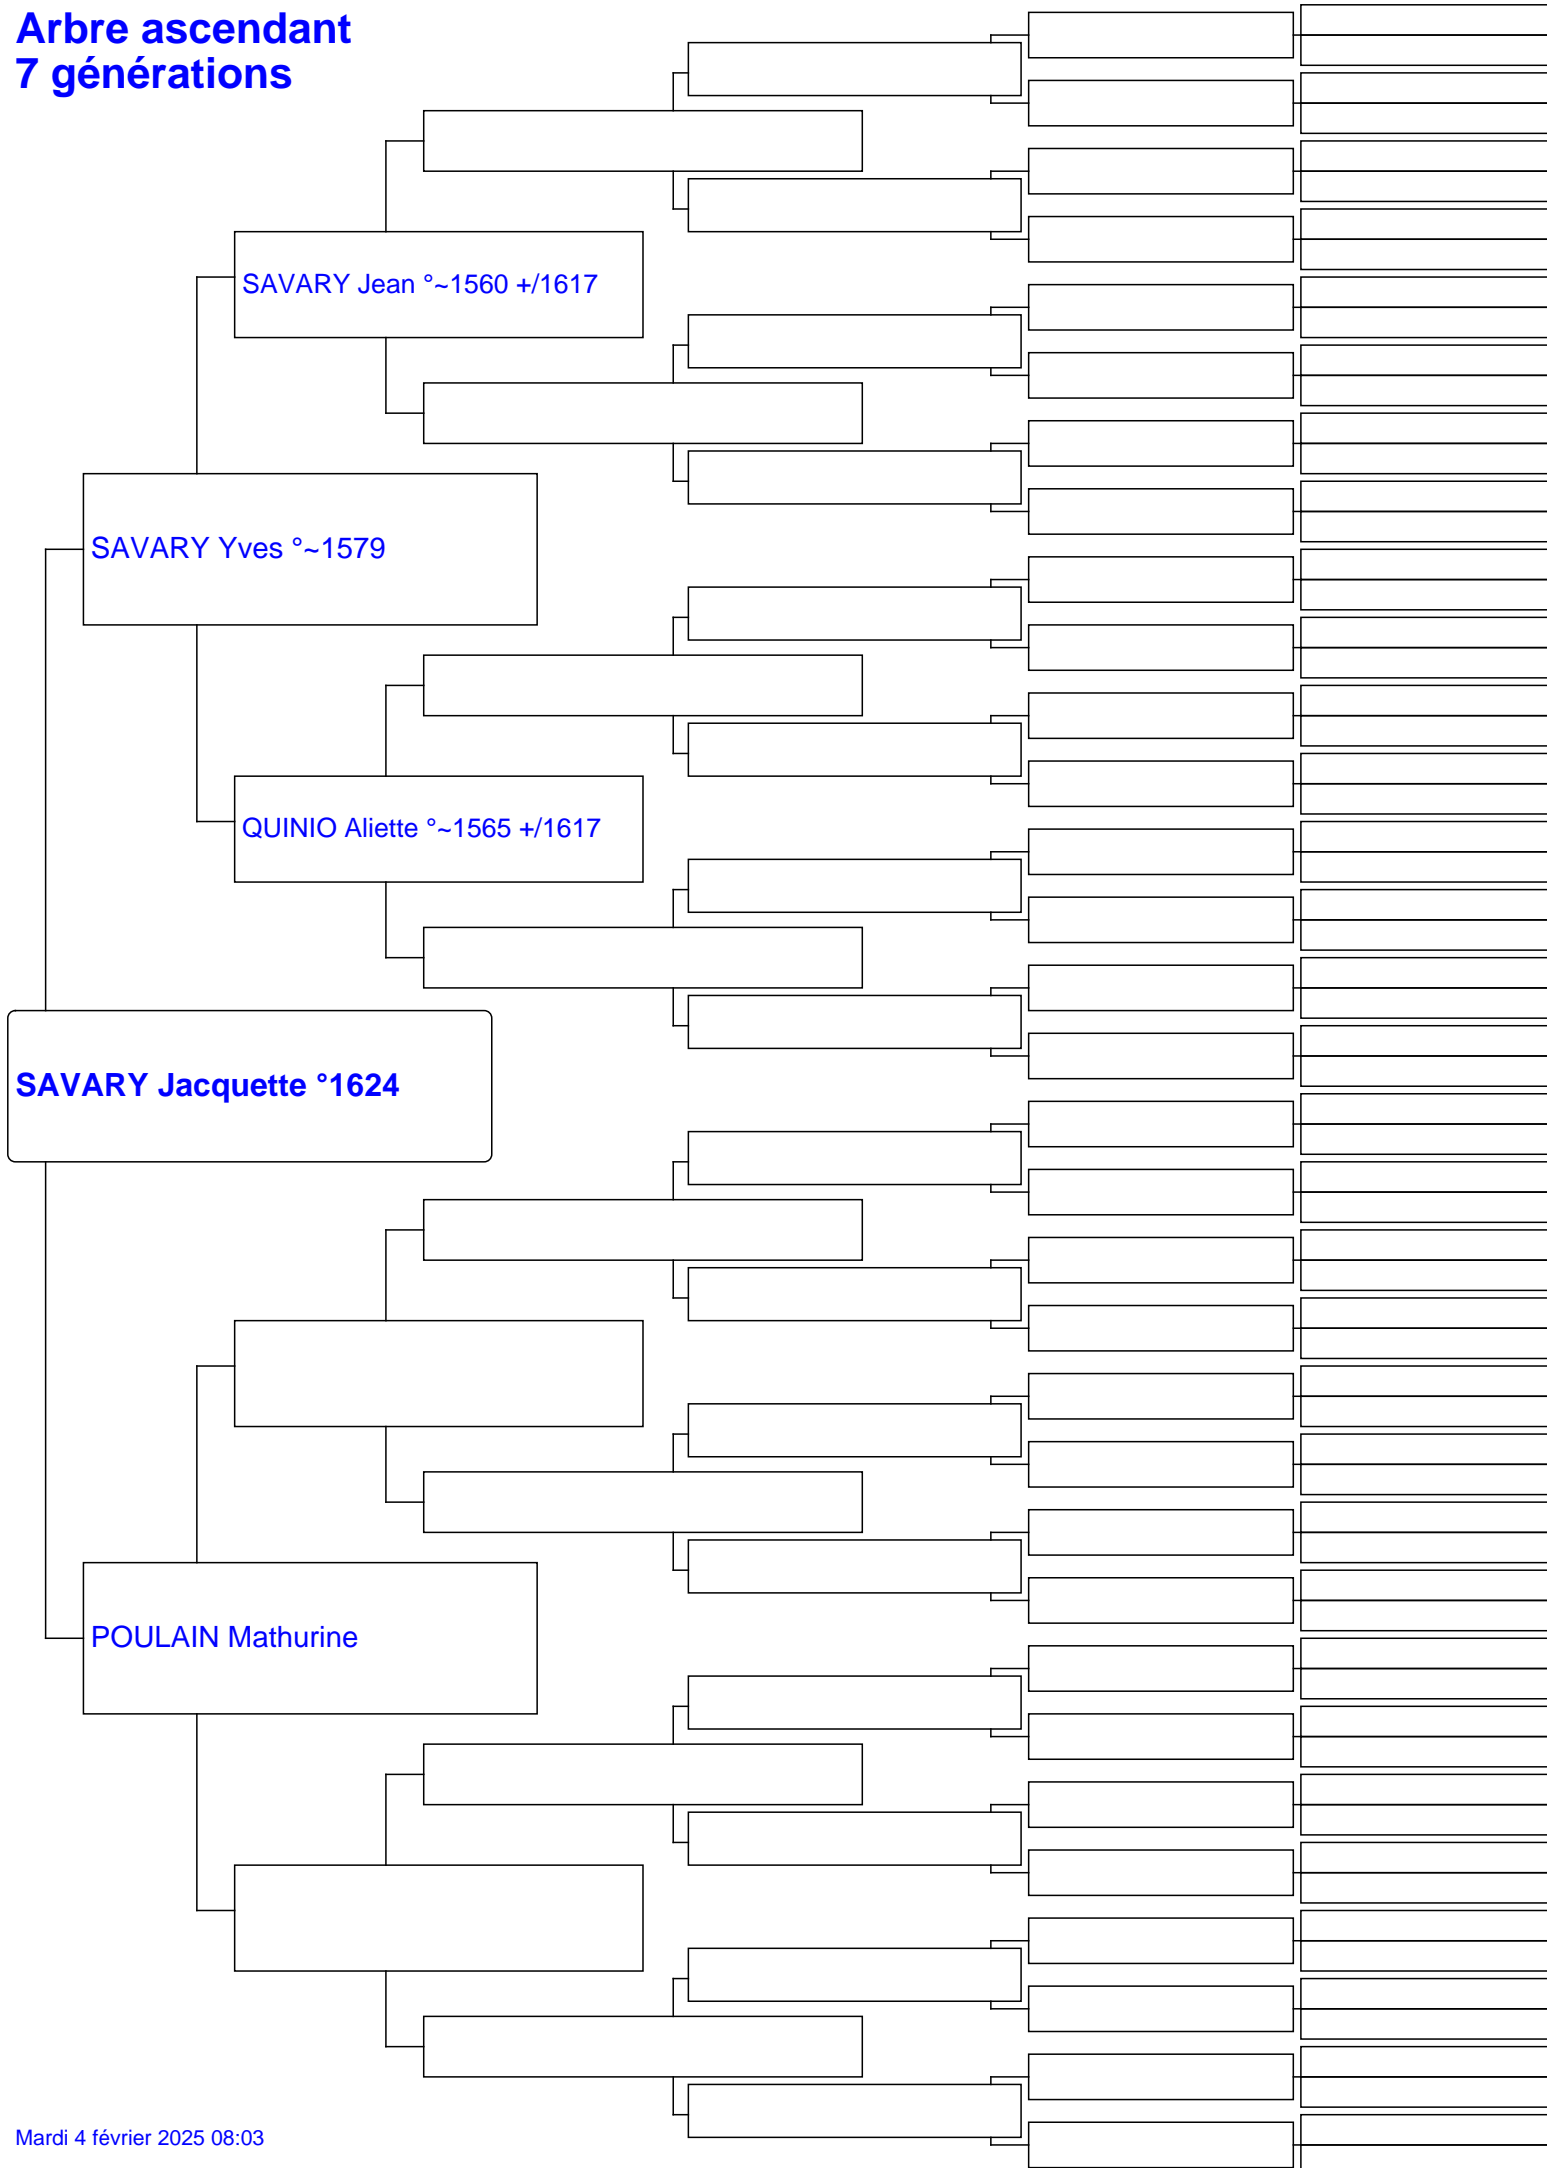 Arbre ascendant
7 générations
SAVARY Jean °~1560 +/1617
SAVARY Yves °~1579
QUINIO Aliette °~1565 +/1617
SAVARY Jacquette °1624
POULAIN Mathurine
Mardi 4 février 2025 08:03